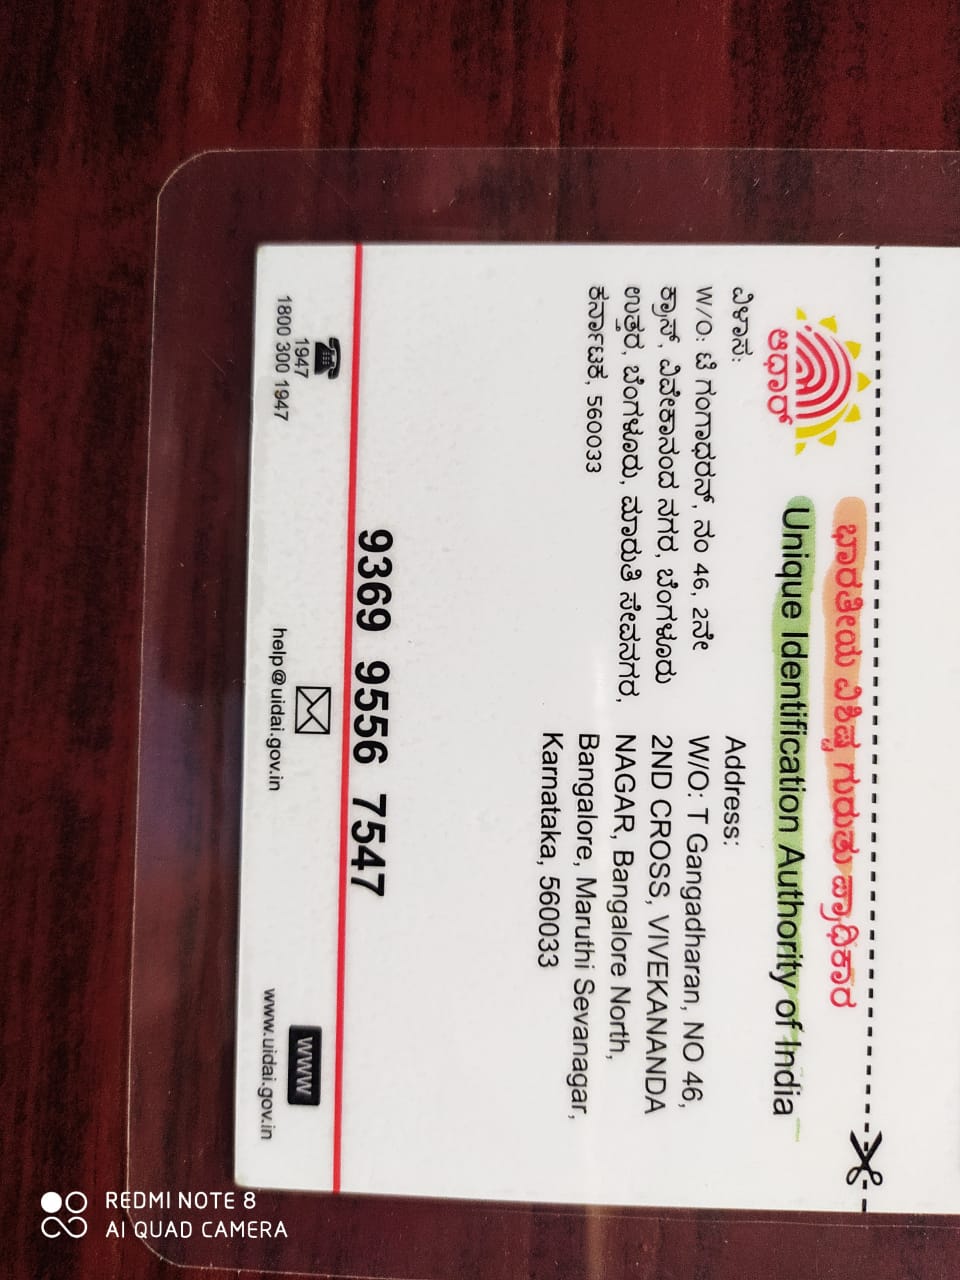 ಭಾರತೀಯ ವಿಶಿಷ್ಟ ಗುರುತು ಪ್ರಾಧಿಕಾರ
Unique Identification Authority of India
ಆಧಾರ್
ವಿಳಾಸ:
W/O: ಟಿ ಗಂಗಾಧರನ್, ನಂ 46, 2ನೇ
ಕ್ರಾಸ್, ವಿವೇಕಾನಂದ ನಗರ, ಬೆಂಗಳೂರು
ಉತ್ತರ, ಬೆಂಗಳೂರು, ಮಾರುತಿ ಸೇವನಗರ,
ಕರ್ನಾಟಕ, 560033
Address:
W/O: T Gangadharan, NO 46,
2ND CROSS, VIVEKANANDA
NAGAR, Bangalore North,
Bangalore, Maruthi Sevanagar,
Karnataka, 560033
9369 9556 7547
1947
1800 300 1947
help@uidai.gov.in
WWW
www.uidai.gov.in
REDMI NOTE 8
AI QUAD CAMERA